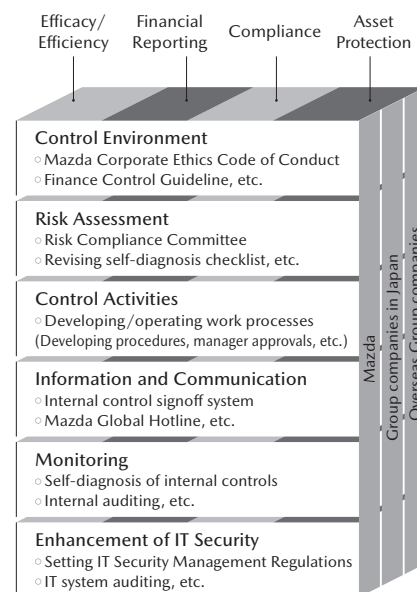 Efficacy/
Efficiency
Financial
Reporting
Compliance
Asset
Protection
Control Environment
○ Mazda Corporate Ethics Code of Conduct
○ Finance Control Guideline, etc.
Risk Assessment
○ Risk Compliance Committee
○ Revising self-diagnosis checklist, etc.
Control Activities
○ Developing/operating work processes
(Developing procedures, manager approvals, etc.)
Information and Communication
○ Internal control signoff system
○ Mazda Global Hotline, etc.
Monitoring
○ Self-diagnosis of internal controls
○ Internal auditing, etc.
Enhancement of IT Security
○ Setting IT Security Management Regulations
○ IT system auditing, etc.
Mazda
Group companies in Japan
Overseas Group companies